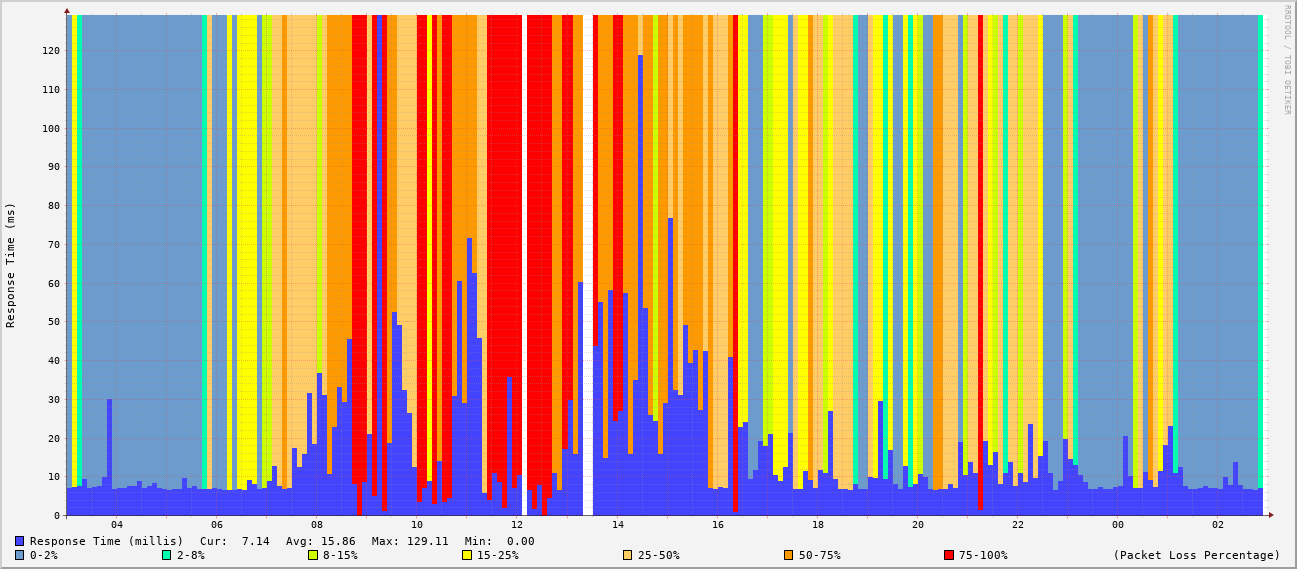 RRDTOOL / TOBI OETIKER
Response Time (ms)
120
110
100
90
80
70
60
50
40
30
20
10
0
04 06 08 10 12 14 16 18 20 22 00 02
Response Time (millis) Cur: 7.14 Avg: 15.86 Max: 129.11 Min: 0.00
0-2% 2-8% 8-15% 15-25% 25-50% 50-75% 75-100% (Packet Loss Percentage)